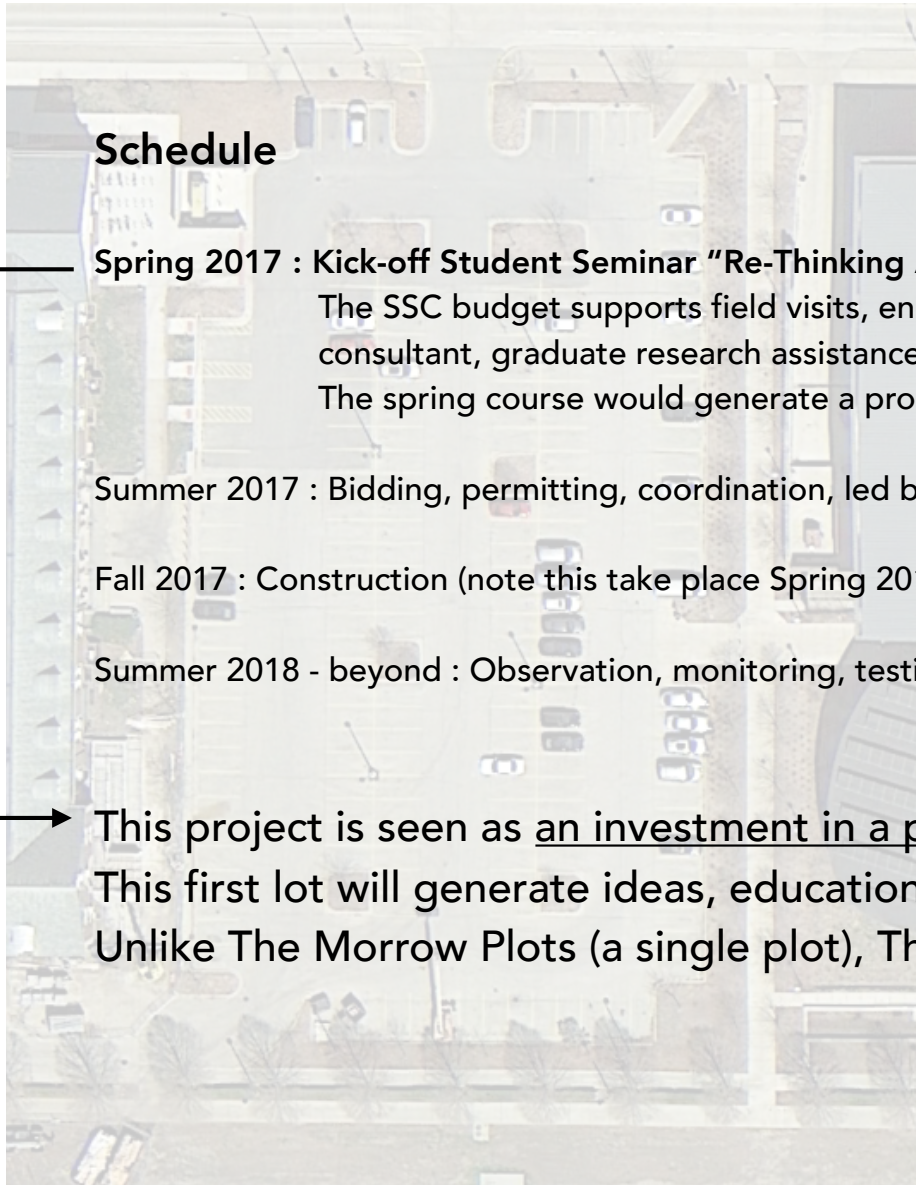 Schedule
Spring 2017 : Kick-off Student Seminar "Re-Thinking
The SSC budget supports field visits, en
consultant, graduate research assistance
The spring course would generate a pro
Summer 2017 : Bidding, permitting, coordination, led b
Fall 2017 : Construction (note this take place Spring 20
Summer 2018 - beyond : Observation, monitoring, testi
This project is seen as an investment in a p
This first lot will generate ideas, education
Unlike The Morrow Plots (a single plot), Th